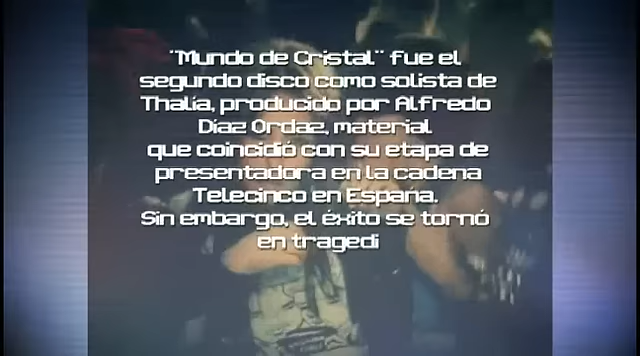 "Mundo de Cristal" fue el
segundo disco como solista de
Thalía, producido por Alfredo
Díaz Ordaz, material
que coincidió con su etapa de
presentadora en la cadena
Telecinco en España.
Sin embargo, el éxito se tornó
en tragedi